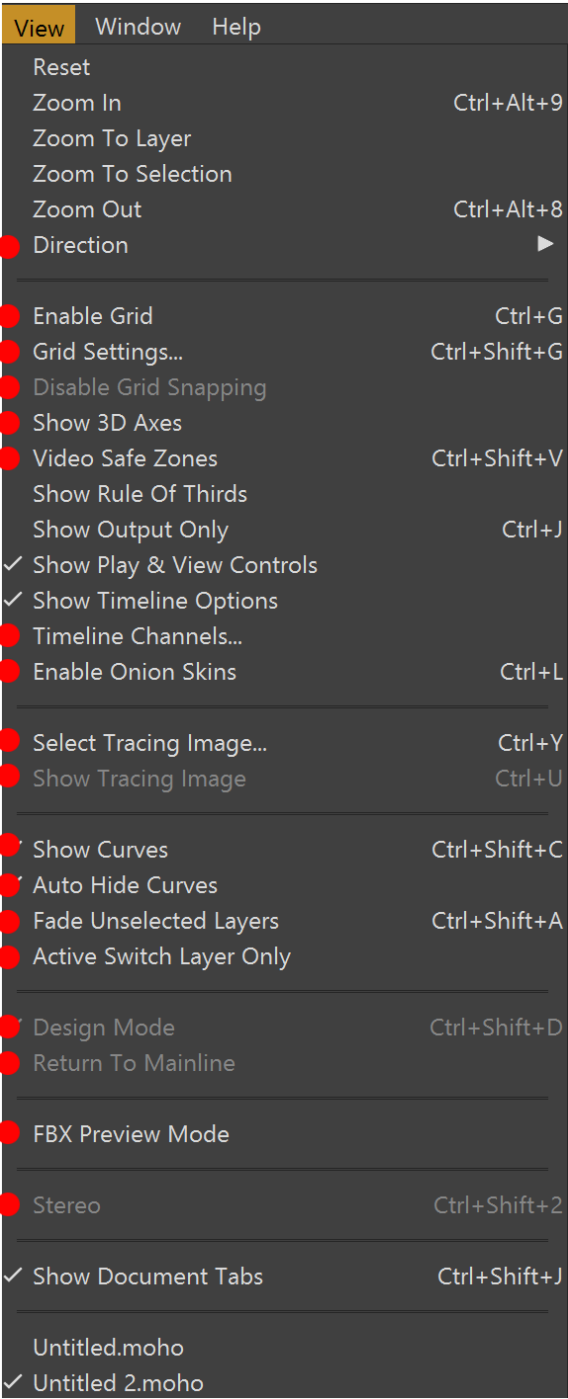 View Window Help
Reset
Zoom In Ctrl+Alt+9
Zoom To Layer
Zoom To Selection
Zoom Out Ctrl+Alt+8
Direction
Enable Grid Ctrl+G
Grid Settings... Ctrl+Shift+G
Disable Grid Snapping
Show 3D Axes
Video Safe Zones Ctrl+Shift+V
Show Rule Of Thirds
Show Output Only Ctrl+J
Show Play & View Controls
Show Timeline Options
Timeline Channels...
Enable Onion Skins Ctrl+L
Select Tracing Image... Ctrl+Y
Show Tracing Image Ctrl+U
Show Curves Ctrl+Shift+C
Auto Hide Curves
Fade Unselected Layers Ctrl+Shift+A
Active Switch Layer Only
Design Mode Ctrl+Shift+D
Return To Mainline
FBX Preview Mode
Stereo Ctrl+Shift+2
Show Document Tabs Ctrl+Shift+J
Untitled.moho
Untitled 2.moho